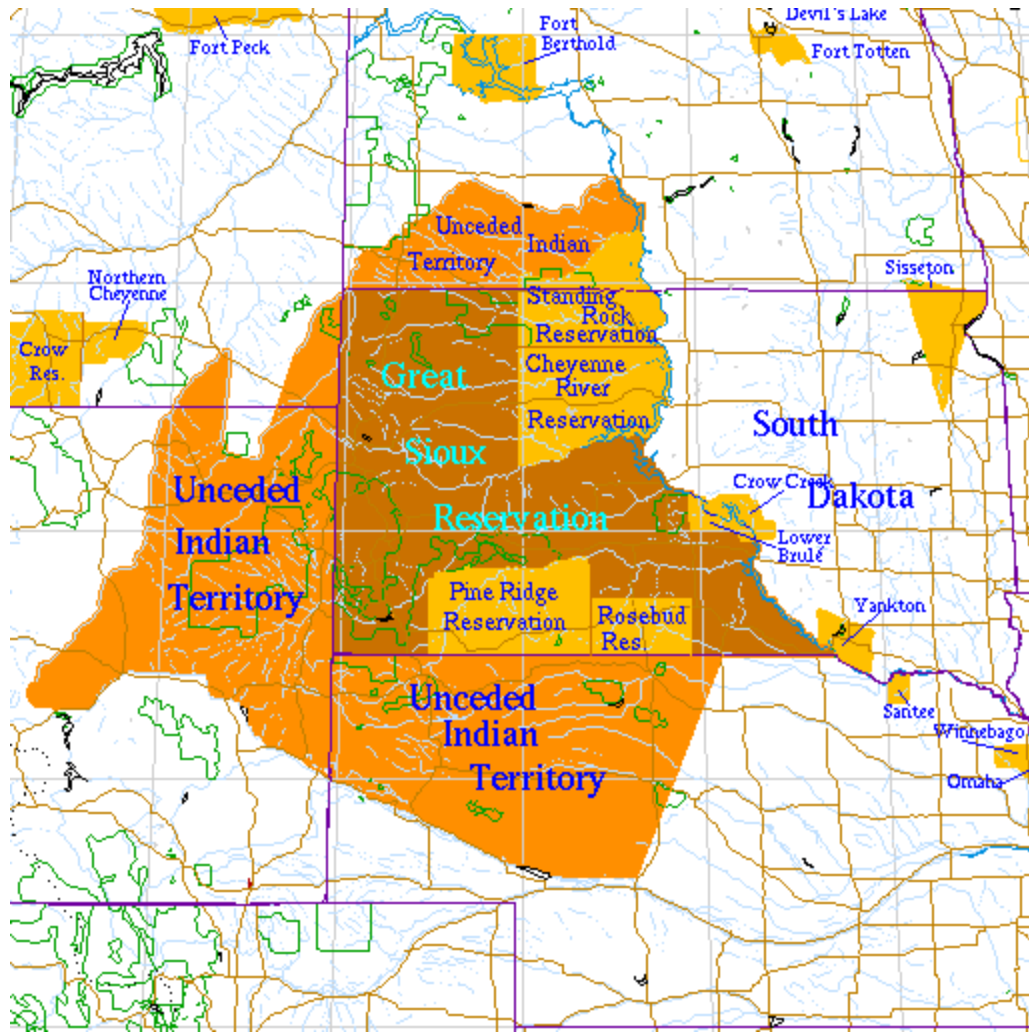 Fort
Berthold
Devil's Lake
Fort Peck
Fort Totten
Unceded
Indian
Territory
Northern
Cheyenne
Sisseton
Standing
Rock
Reservation
Crow
Res.
Cheyenne
River
Reservation
Great
Sioux
Reservation
South
Dakota
Unceded
Indian
Territory
Crow Creek
Lower
Brulé
Pine Ridge
Reservation
Rosebud
Res.
Yankton
Unceded
Indian
Territory
Santee
Winnebago
Omaha